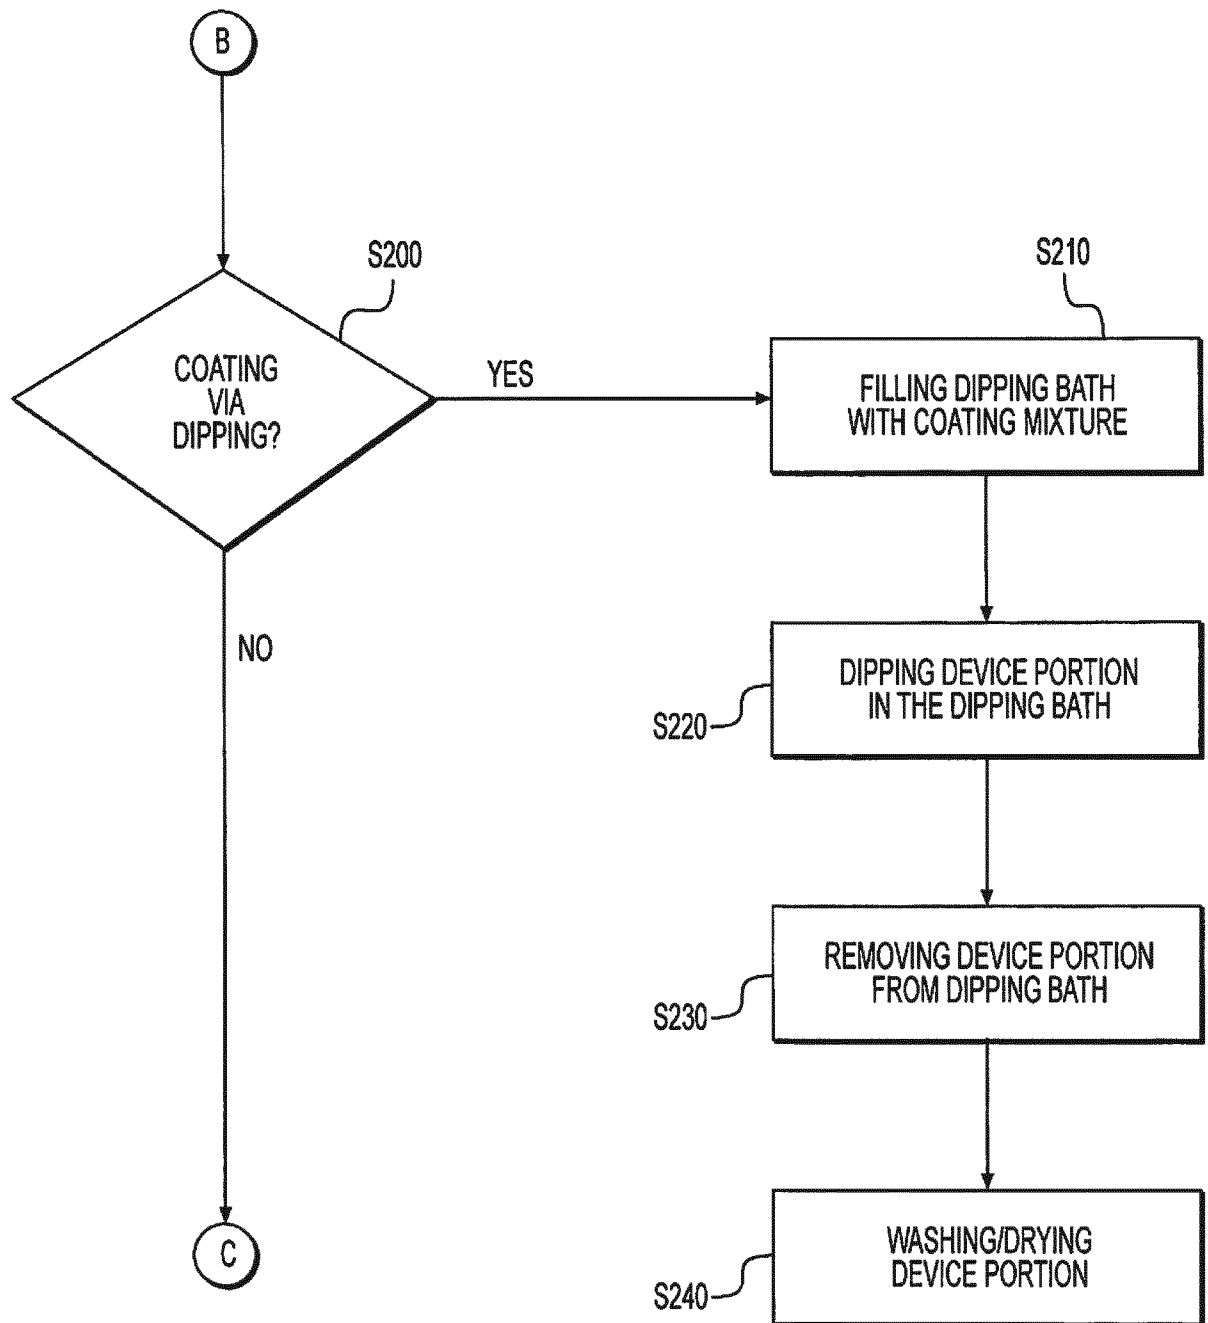 B
S200
S210
COATING
VIA
DIPPING?
YES
FILLING DIPPING BATH
WITH COATING MIXTURE
NO
DIPPING DEVICE PORTION
IN THE DIPPING BATH
S220
REMOVING DEVICE PORTION
FROM DIPPING BATH
S230
C
WASHING/DRYING
DEVICE PORTION
S240